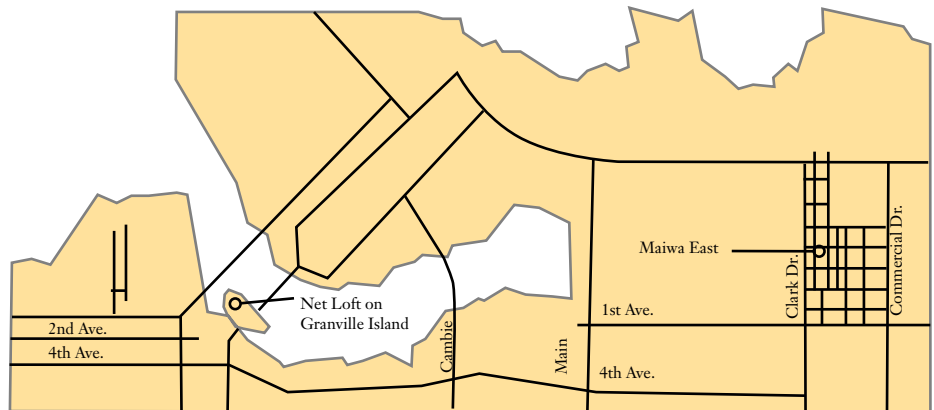 Maiwa East
Commercial Dr.
Clark Dr.
Net Loft on
Granville Island
1st Ave.
2nd Ave.
Cambie
Main
4th Ave.
4th Ave.